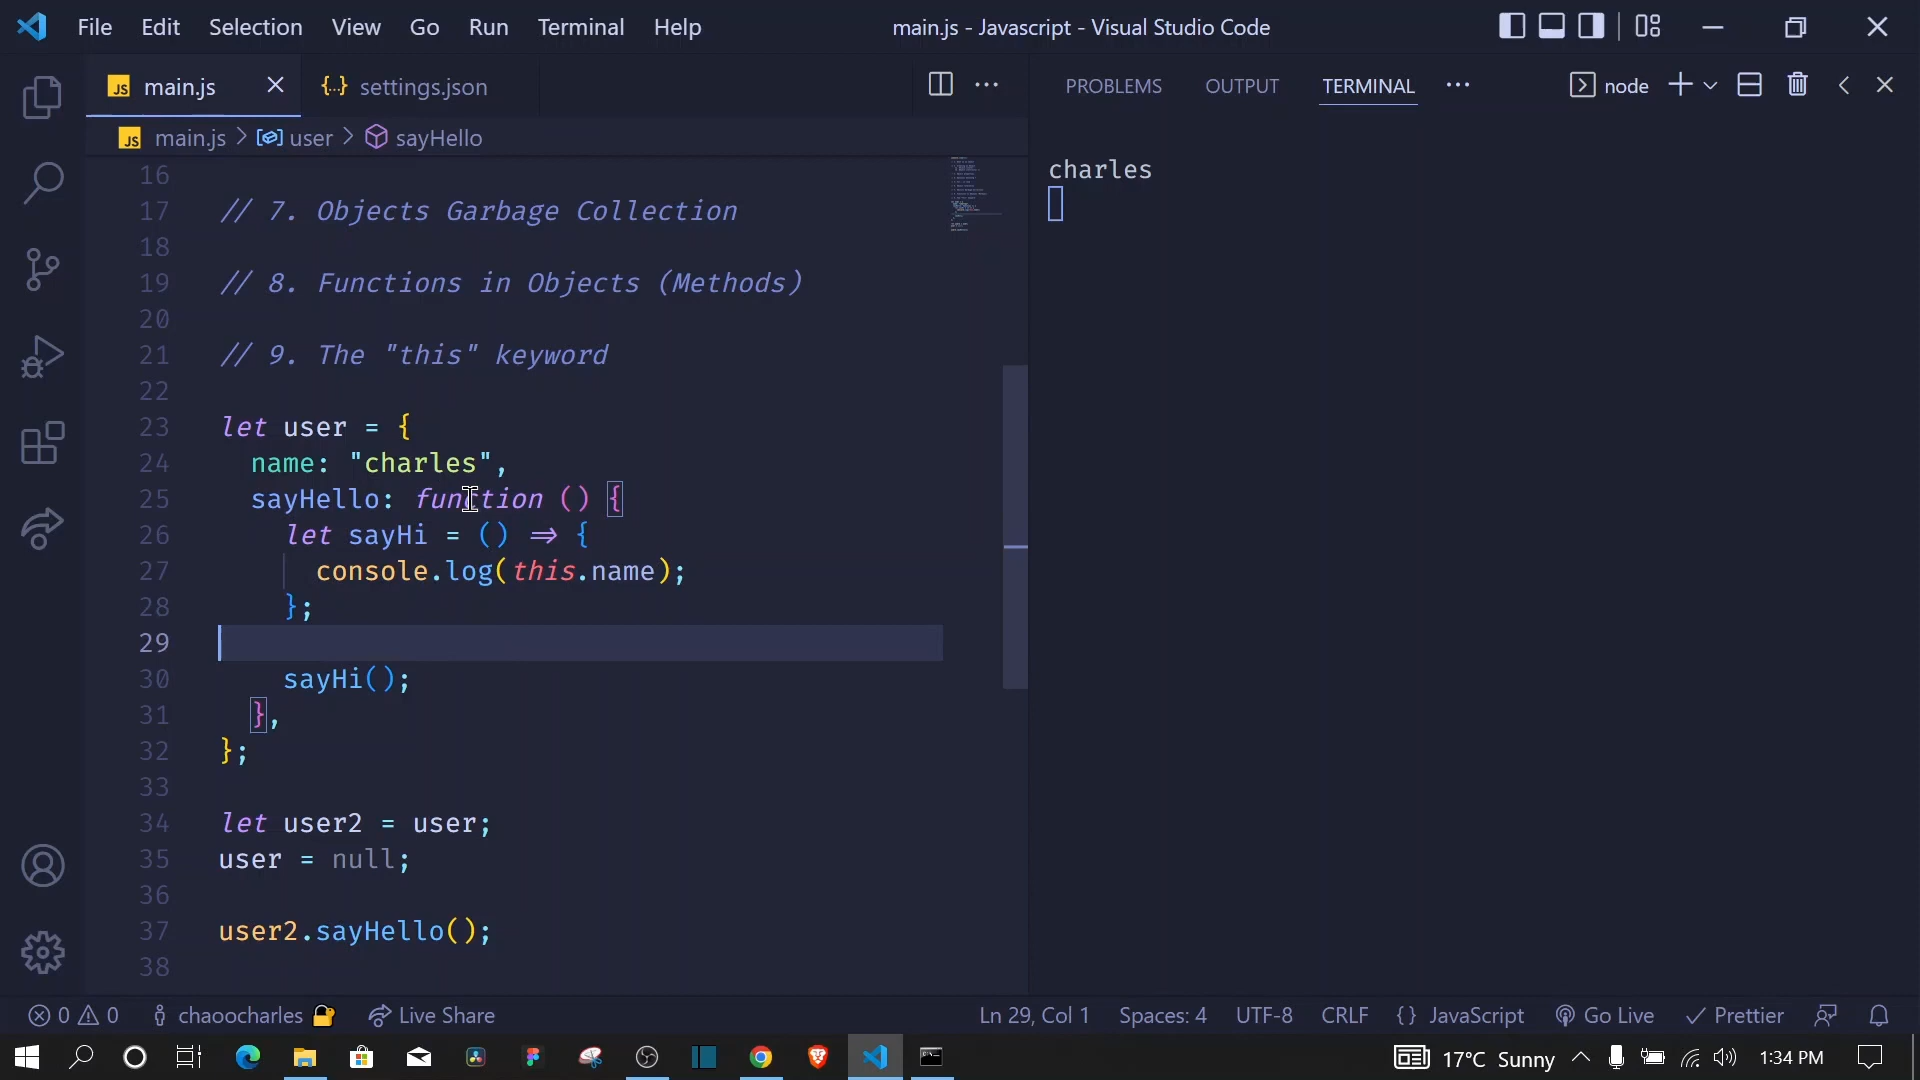 File Edit Selection View Go Run Terminal Help main.js - Javascript - Visual Studio Code
main.js settings.json
main.js > user > sayHello
PROBLEMS OUTPUT TERMINAL node
charles
16
17 // 7. Objects Garbage Collection
18
19 // 8. Functions in Objects (Methods)
20
21 // 9. The "this" keyword
22
23 let user = {
24 name: "charles",
25 sayHello: function () {
26 let sayHi = () => {
27 console.log(this.name);
28 };
29
30 sayHi();
31 },
32 };
33
34 let user2 = user;
35 user = null;
36
37 user2.sayHello();
38
0 0 chaoocharles Live Share Ln 29, Col 1 Spaces: 4 UTF-8 CRLF {} JavaScript Go Live Prettier
17°C Sunny 1:34 PM